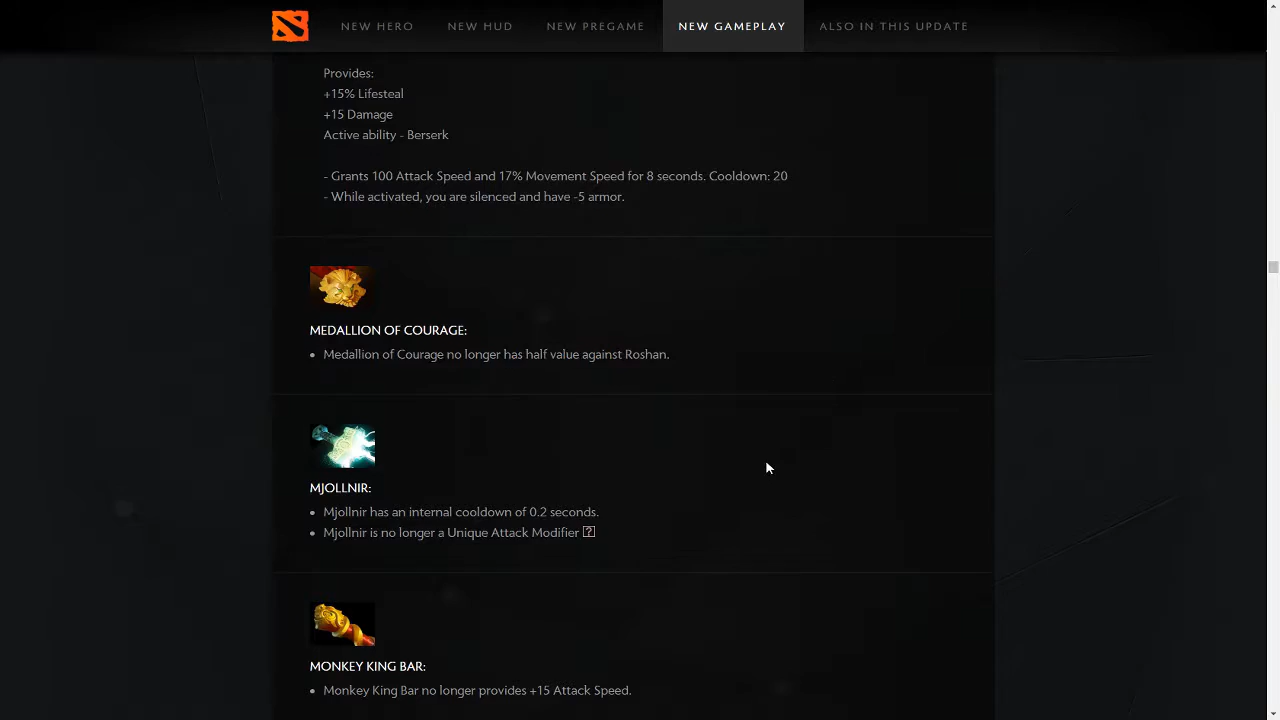 NEW HERO
NEW HUD
NEW PREGAME
NEW GAMEPLAY
ALSO IN THIS UPDATE
Provides:
+15% Lifesteal
+15 Damage
Active ability - Berserk
- Grants 100 Attack Speed and 17% Movement Speed for 8 seconds. Cooldown: 20
- While activated, you are silenced and have -5 armor.
MEDALLION OF COURAGE:
• Medallion of Courage no longer has half value against Roshan.
MJOLLNIR:
• Mjollnir has an internal cooldown of 0.2 seconds.
• Mjollnir is no longer a Unique Attack Modifier [?]
MONKEY KING BAR:
• Monkey King Bar no longer provides +15 Attack Speed.